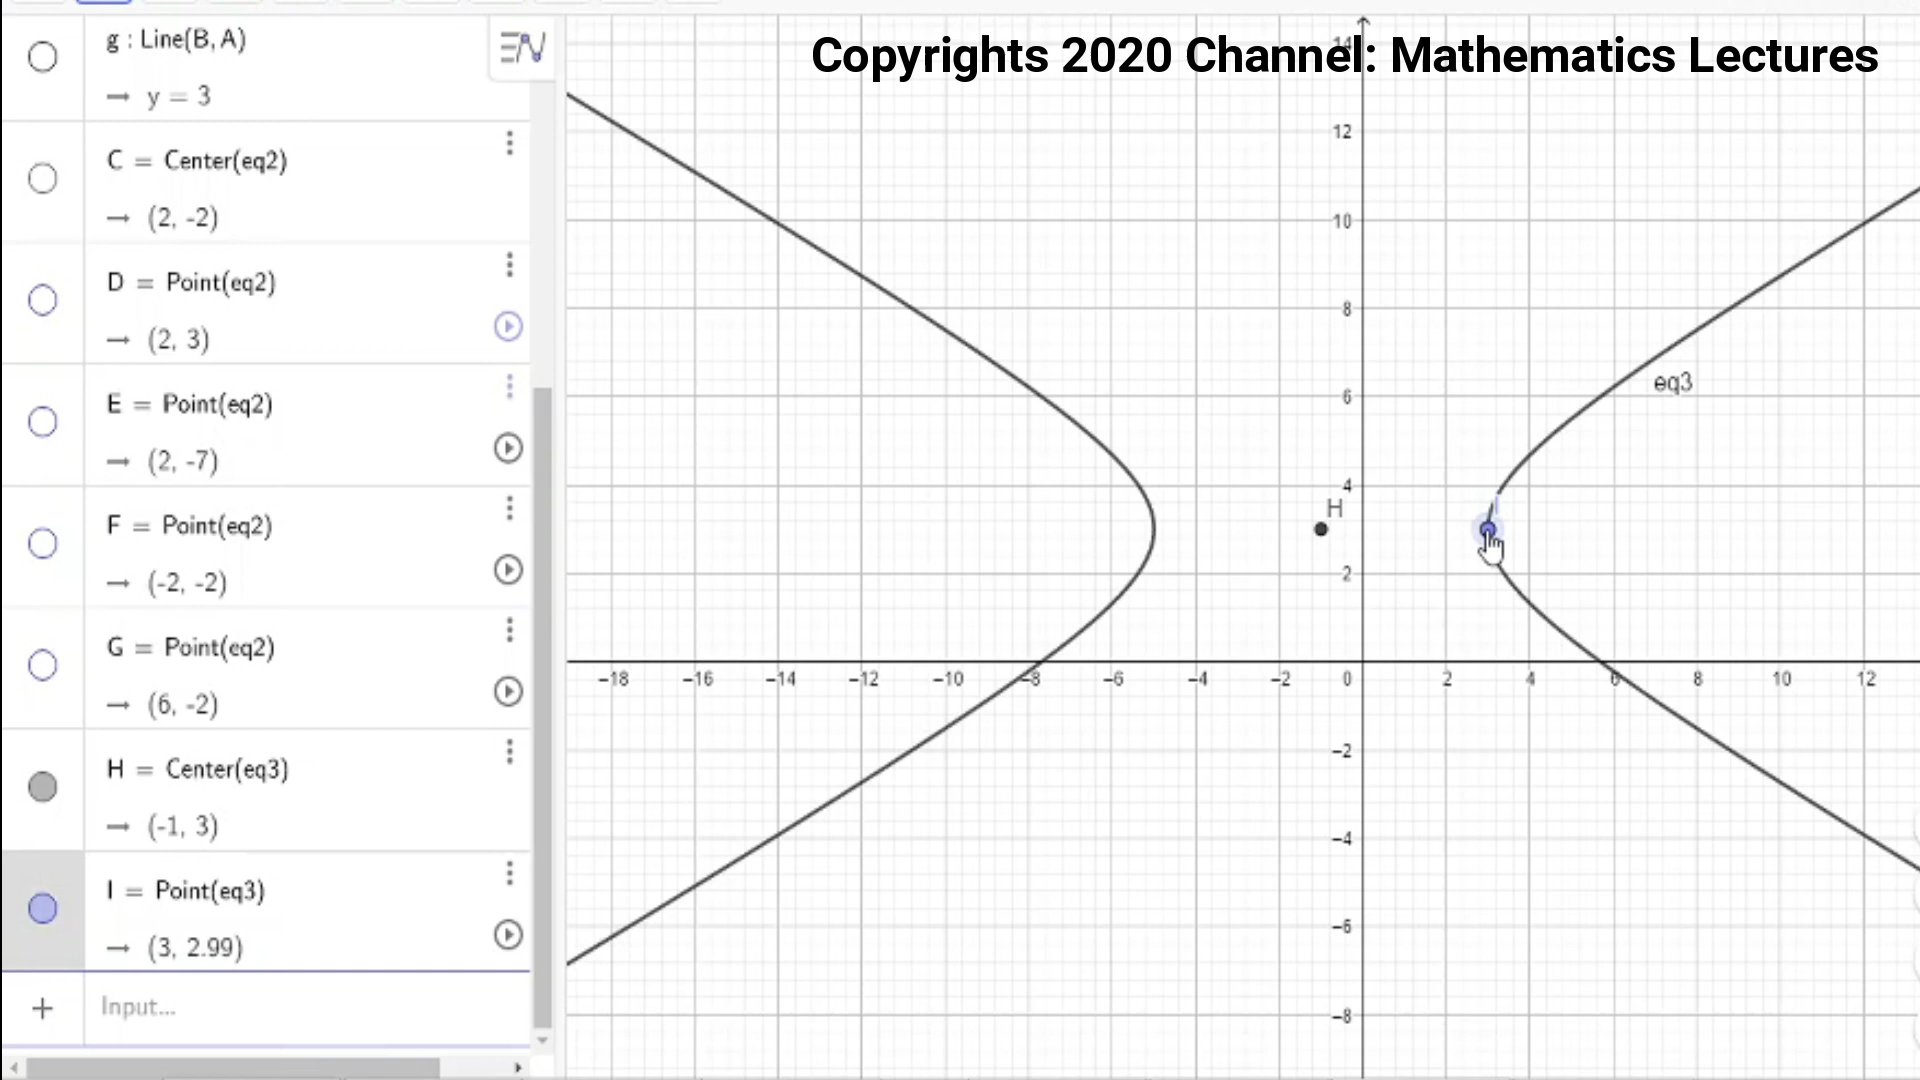 Copyrights 2020 Channel: Mathematics Lectures
g : Line(B, A)
→ y = 3
C = Center(eq2)
→ (2, -2)
D = Point(eq2)
→ (2, 3)
E = Point(eq2)
→ (2, -7)
F = Point(eq2)
→ (-2, -2)
G = Point(eq2)
→ (6, -2)
H = Center(eq3)
→ (-1, 3)
I = Point(eq3)
→ (3, 2.99)
+ Input...
14
12
10
8
6
eq3
4
H
2
−18 −16 −14 −12 −10 −8 −6 −4 −2 0 2 4 6 8 10 12
−2
−4
−6
−8